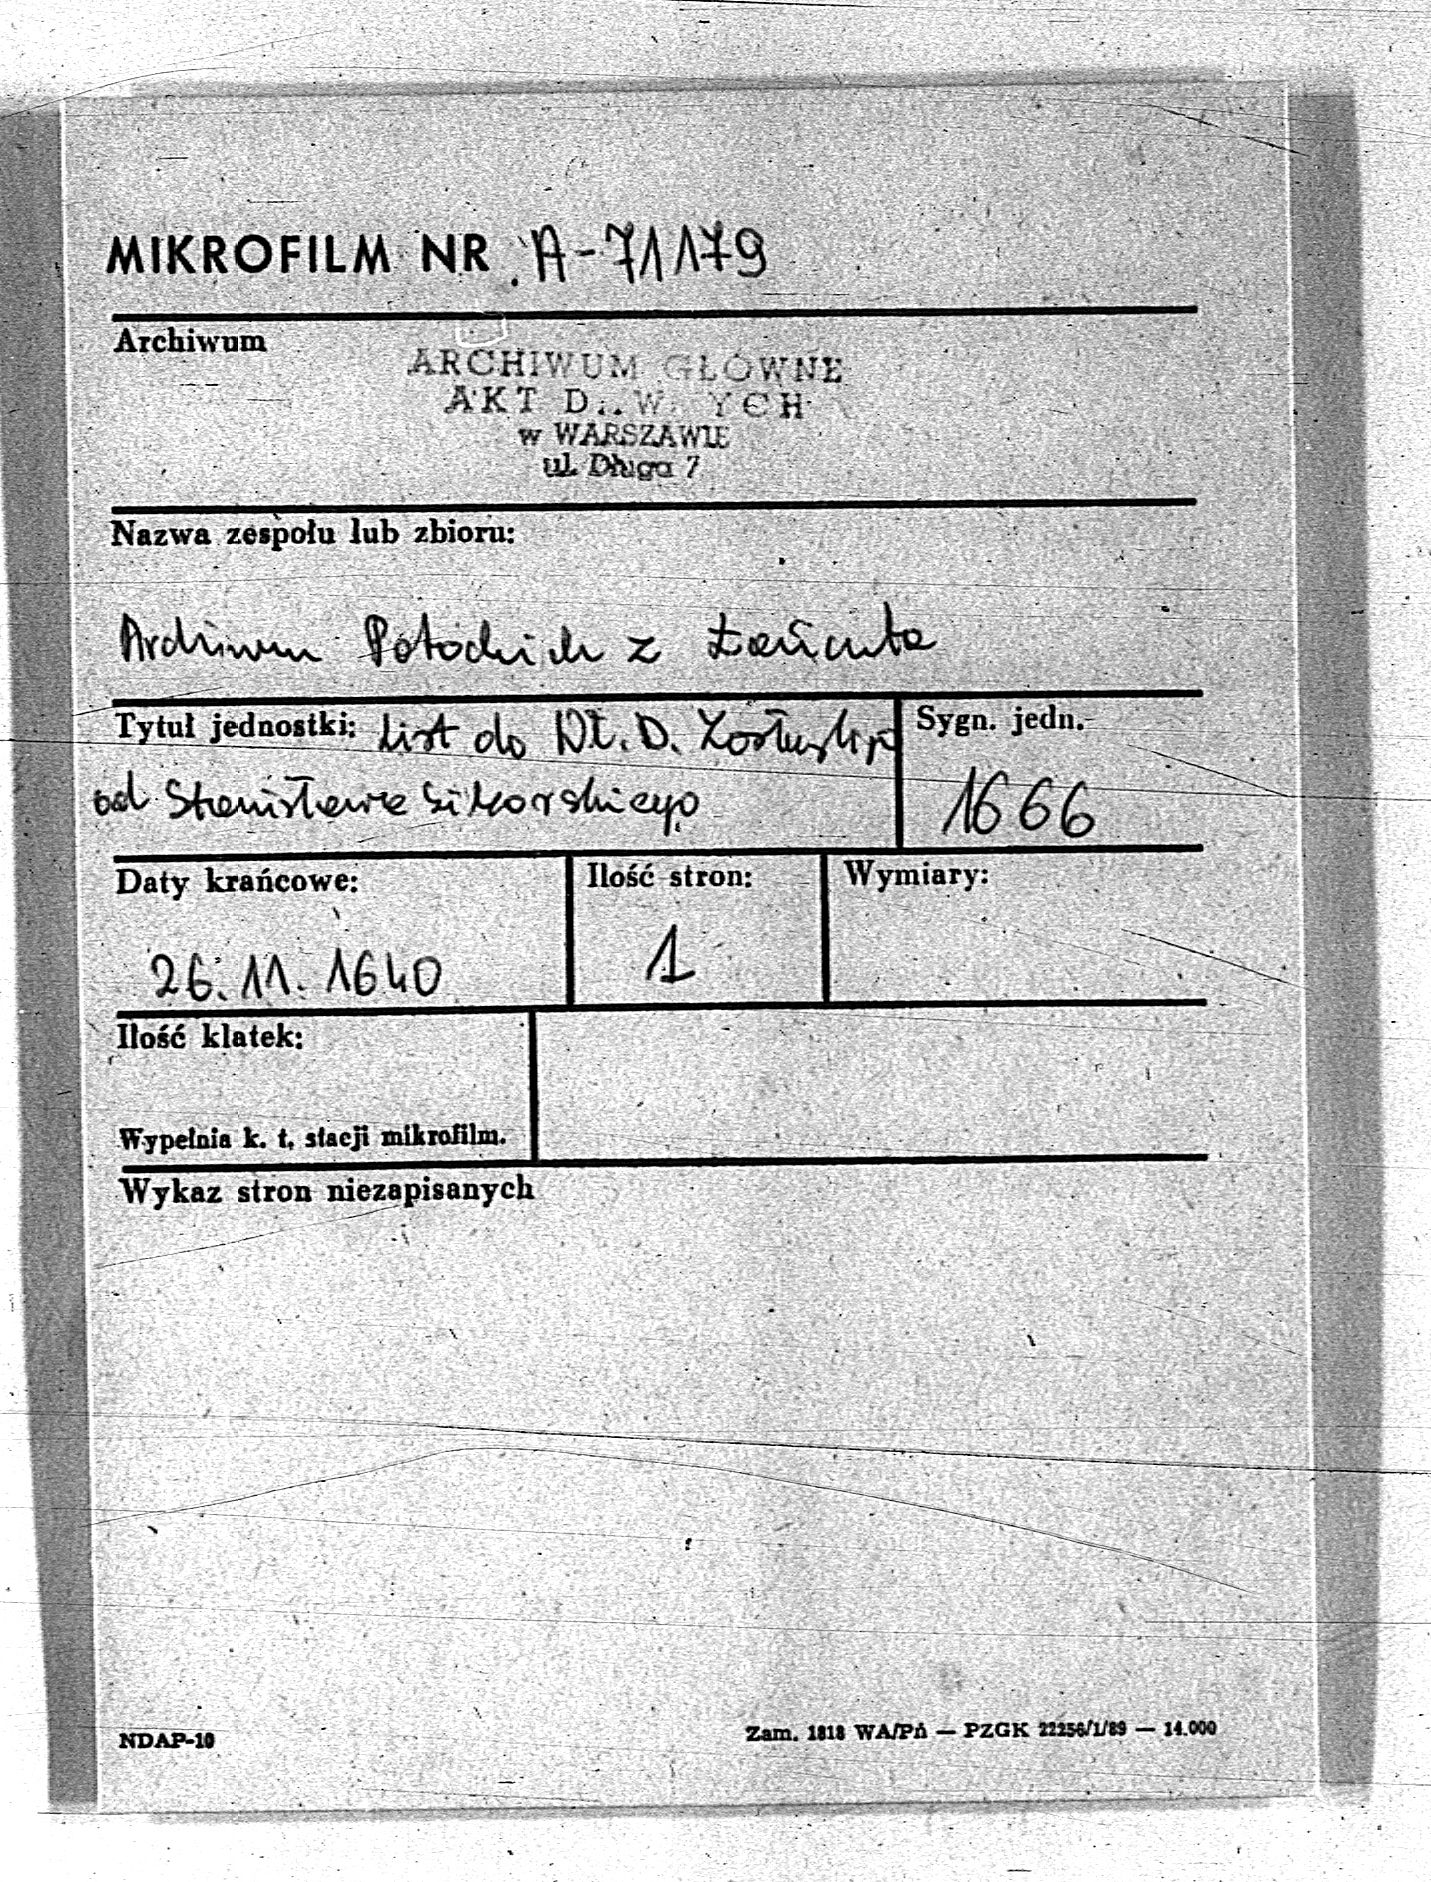 MIKROFILM NR A-71179
Archiwum
ARCHIWUM GŁÓWNE
AKT D..W. YCH
w WARSZAWIE
ul. Długa 7
Nazwa zespołu lub zbioru:
Archiwum Potockich z Łańcuta
Tytuł jednostki: List do Wł. D.
od Stanisława Sikorskiego
Sygn. jedn.
1666
Daty krańcowe:
26.11.1640
Ilość stron:
1
Wymiary:
Ilość klatek:
Wypełnia k. t. stacji mikrofilm.
Wykaz stron niezapisanych
NDAP-10
Zam. 1818 WA/Pń — PZGK 22256/1/89 — 14.000